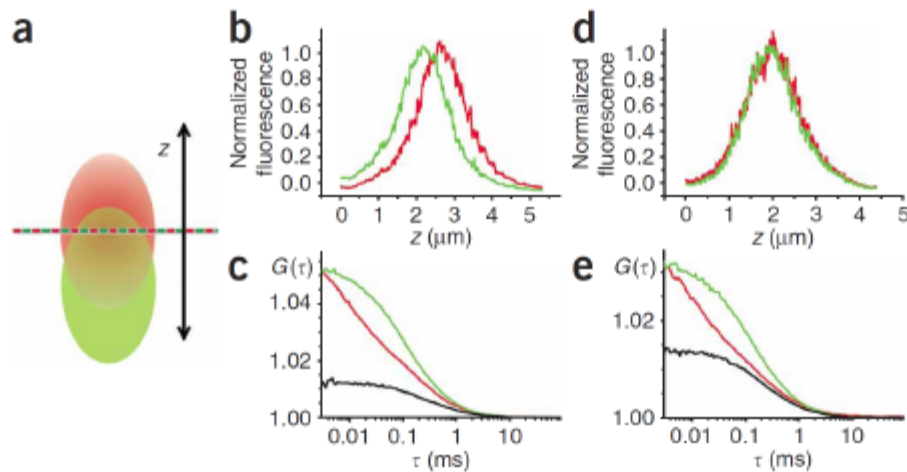 a
z
b
Normalized
fluorescence
1.0
0.8
0.6
0.4
0.2
0.0
0 1 2 3 4 5
z (μm)
c
G(τ)
1.04
1.02
1.00
0.01 0.1 1 10
τ (ms)
d
Normalized
fluorescence
1.0
0.8
0.6
0.4
0.2
0.0
0 1 2 3 4 5
z (μm)
e
G(τ)
1.02
1.00
0.01 0.1 1 10
τ (ms)